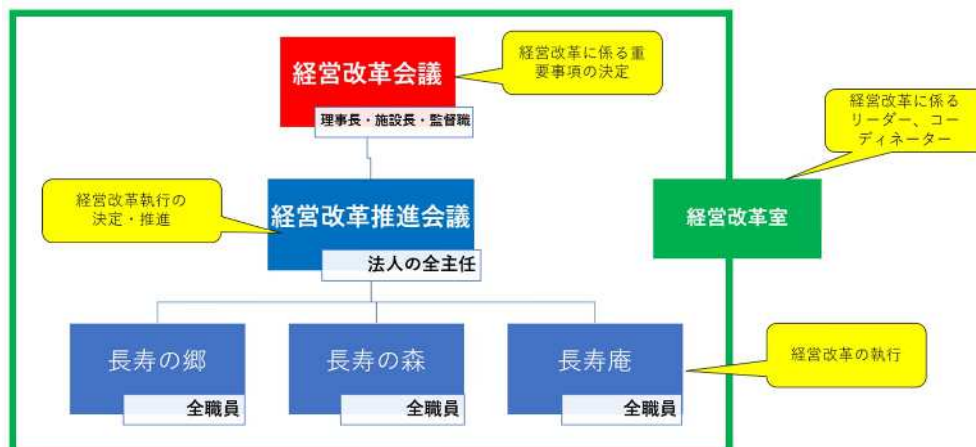 経営改革会議
理事長・施設長・監督職
経営改革に係る重
要事項の決定
経営改革に係る
リーダー、コー
ディネーター
経営改革執行の
決定・推進
経営改革推進会議
法人の全主任
経営改革室
長寿の郷
全職員
長寿の森
全職員
長寿庵
全職員
経営改革の執行